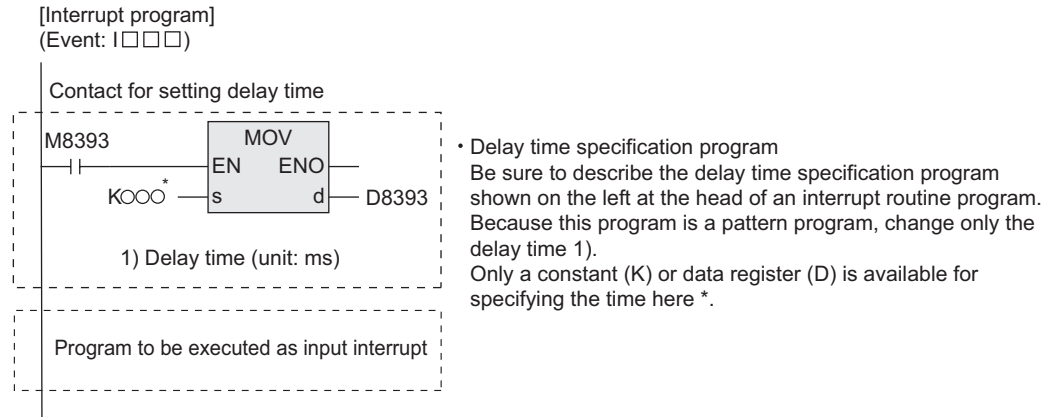 [Interrupt program]
(Event: I□□□)
Contact for setting delay time
M8393
MOV
EN ENO
K○○○*
s d
D8393
1) Delay time (unit: ms)
Program to be executed as input interrupt
・Delay time specification program
Be sure to describe the delay time specification program
shown on the left at the head of an interrupt routine program.
Because this program is a pattern program, change only the
delay time 1).
Only a constant (K) or data register (D) is available for
specifying the time here *.